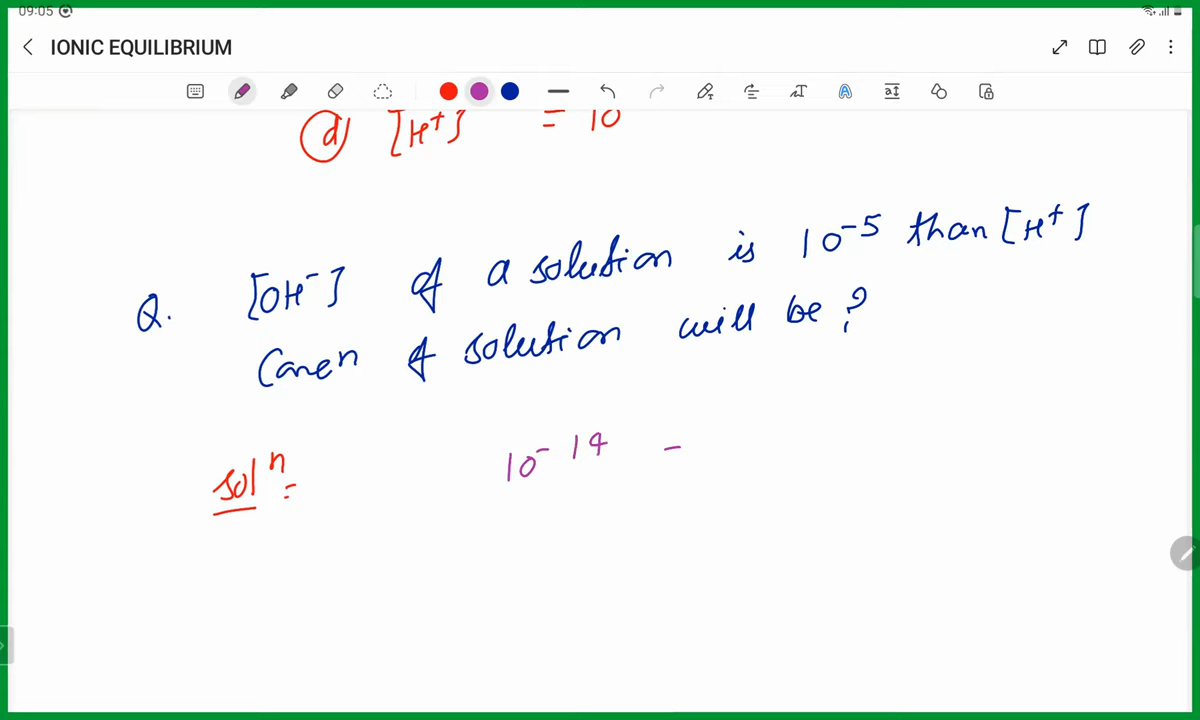 09:05
IONIC EQUILIBRIUM
(d) [H+] = 10
Q. [OH⁻] of a solution is 10⁻⁵ than [H⁺]
of solution will be?
Solⁿ= 10⁻¹⁴ =